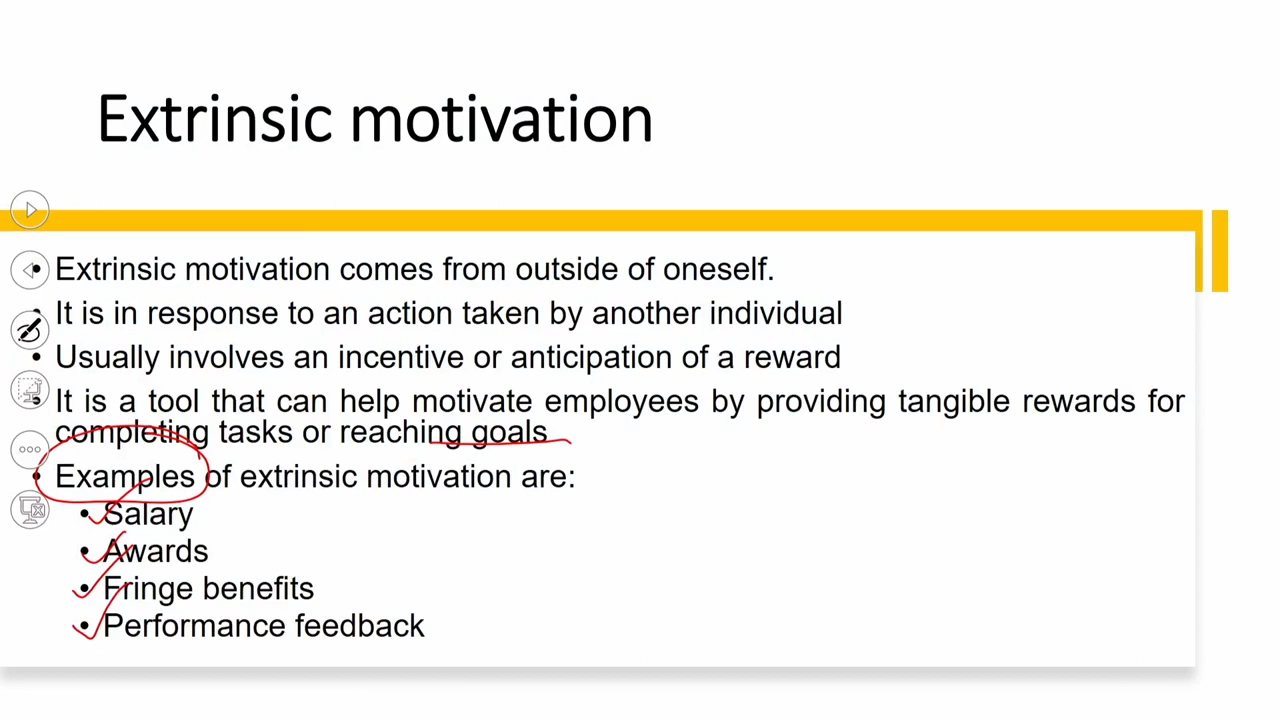 Extrinsic motivation
• Extrinsic motivation comes from outside of oneself.
• It is in response to an action taken by another individual
• Usually involves an incentive or anticipation of a reward
• It is a tool that can help motivate employees by providing tangible rewards for
completing tasks or reaching goals
• Examples of extrinsic motivation are:
• Salary
• Awards
• Fringe benefits
• Performance feedback